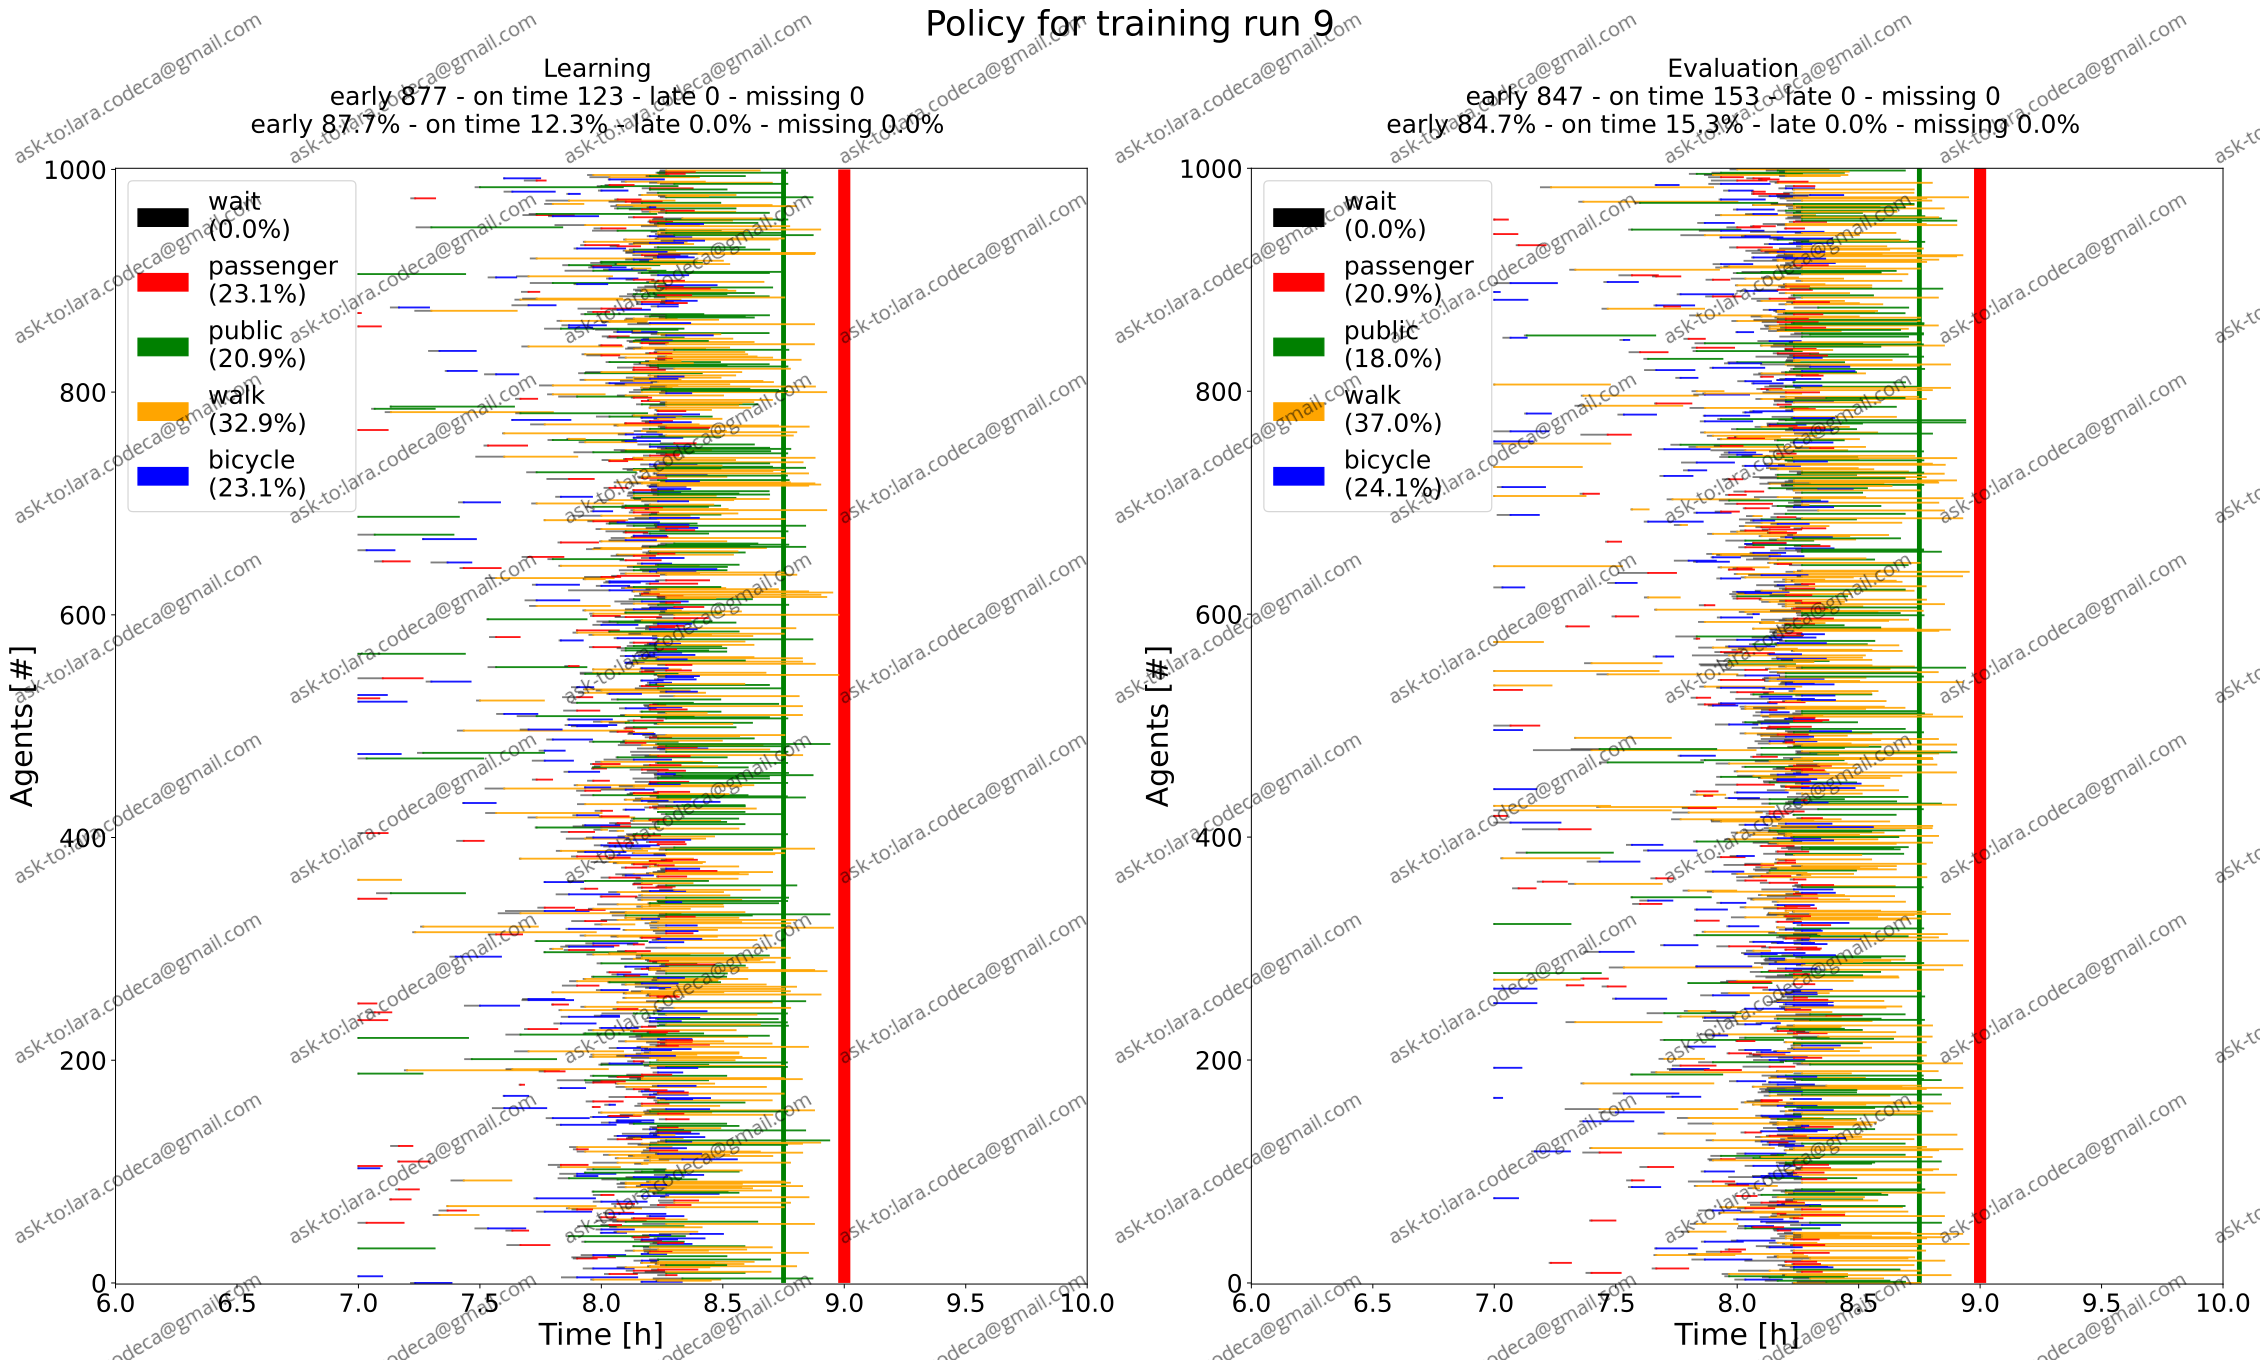 Policy for training run 9
Learning
early 877 - on time 123 - late 0 - missing 0
early 87.7% - on time 12.3% - late 0.0% - missing 0.0%
1000
800
600
400
200
0
Agents [#]
wait
(0.0%)
passenger
(23.1%)
public
(20.9%)
walk
(32.9%)
bicycle
(23.1%)
6.0 6.5 7.0 7.5 8.0 8.5 9.0 9.5 10.0
Time [h]
Evaluation
early 847 - on time 153 - late 0 - missing 0
early 84.7% - on time 15.3% - late 0.0% - missing 0.0%
1000
800
600
400
200
0
Agents [#]
wait
(0.0%)
passenger
(20.9%)
public
(18.0%)
walk
(37.0%)
bicycle
(24.1%)
6.0 6.5 7.0 7.5 8.0 8.5 9.0 9.5 10.0
Time [h]
ask-to:lara.codeca@gmail.com